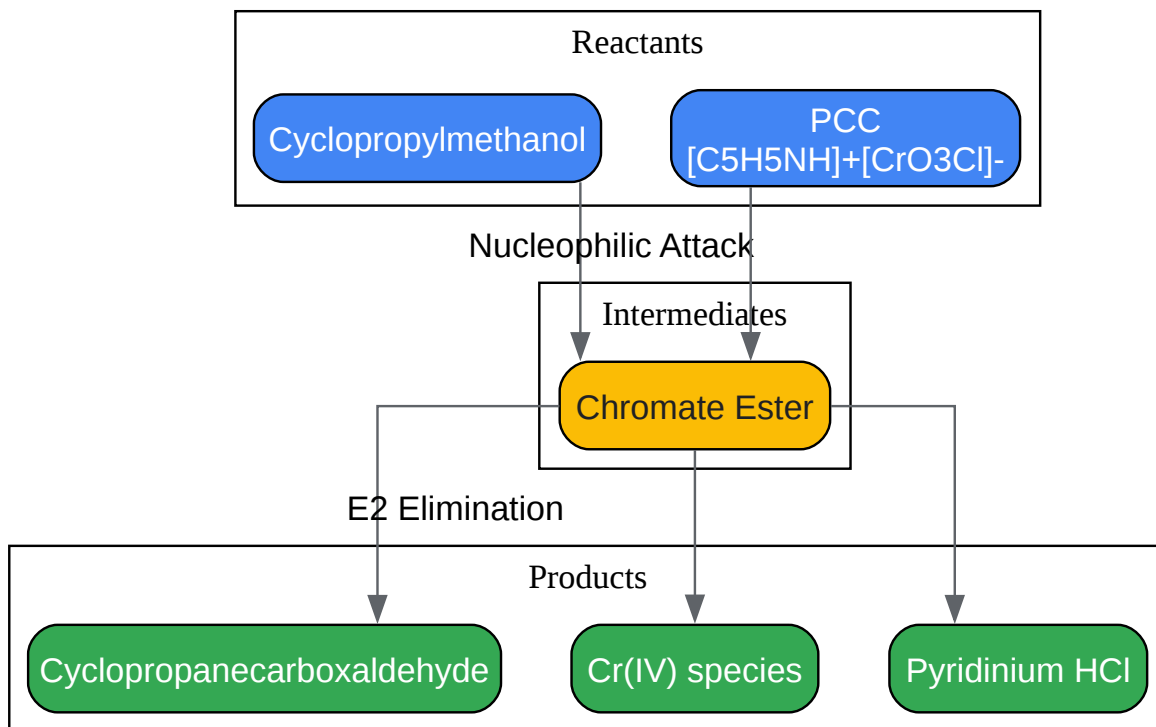 Reactants
Cyclopropylmethanol
PCC
[C5H5NH]+[CrO3Cl]-
Nucleophilic Attack
Intermediates
Chromate Ester
E2 Elimination
Products
Cyclopropanecarboxaldehyde
Cr(IV) species
Pyridinium HCl